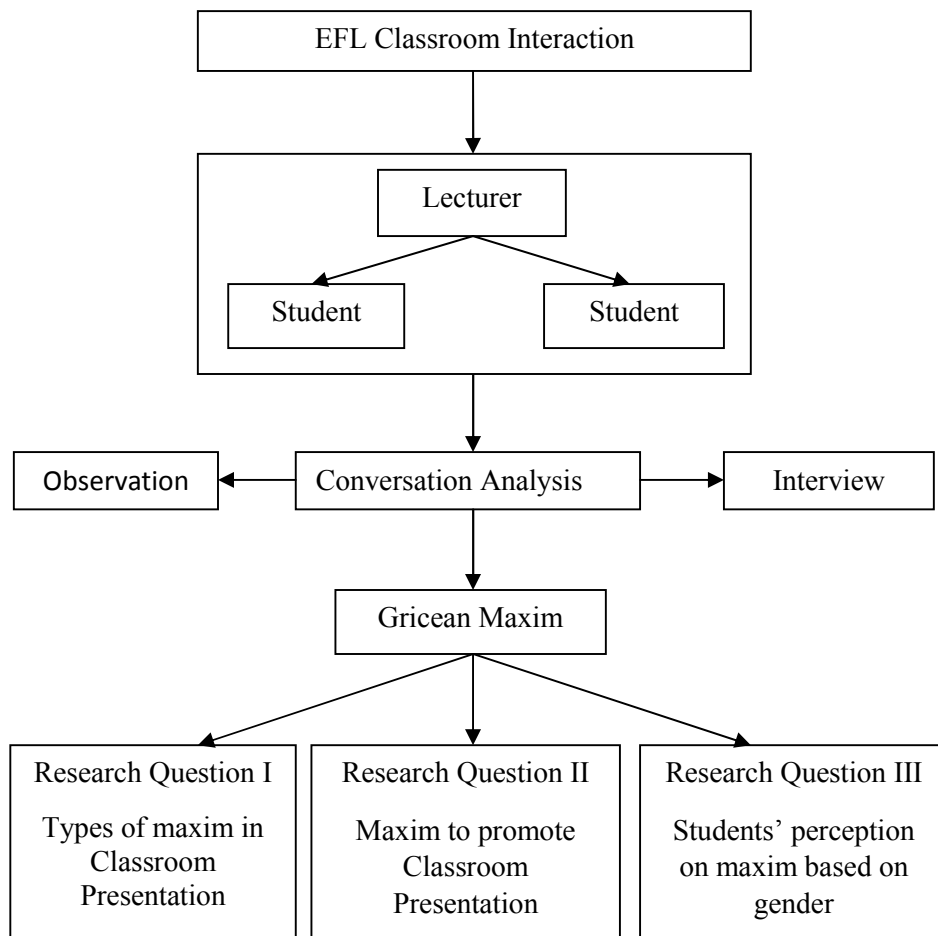 EFL Classroom Interaction
Lecturer
Student
Student
Observation
Conversation Analysis
Interview
Gricean Maxim
Research Question I
Types of maxim in
Classroom
Presentation
Research Question II
Maxim to promote
Classroom
Presentation
Research Question III
Students’ perception
on maxim based on
gender